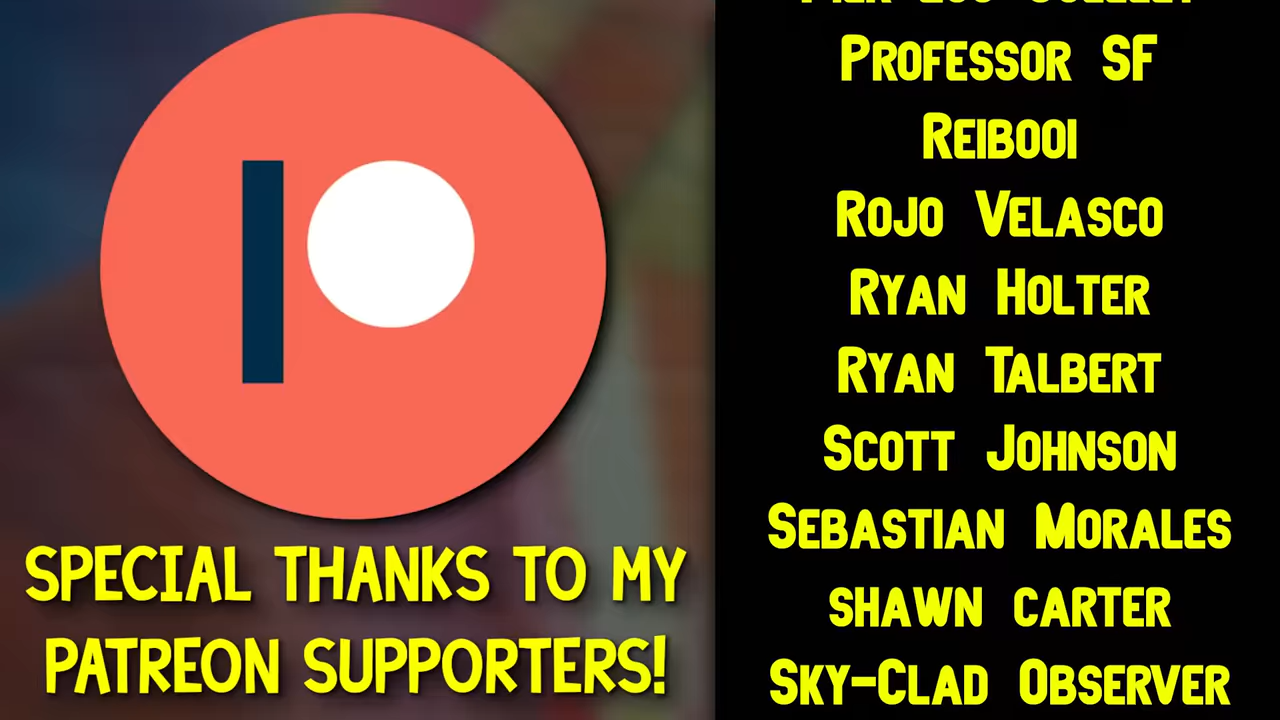 SPECIAL THANKS TO MY
PATREON SUPPORTERS!
PROFESSOR SF
REIBOOI
ROJO VELASCO
RYAN HOLTER
RYAN TALBERT
SCOTT JOHNSON
SEBASTIAN MORALES
SHAWN CARTER
SKY-CLAD OBSERVER